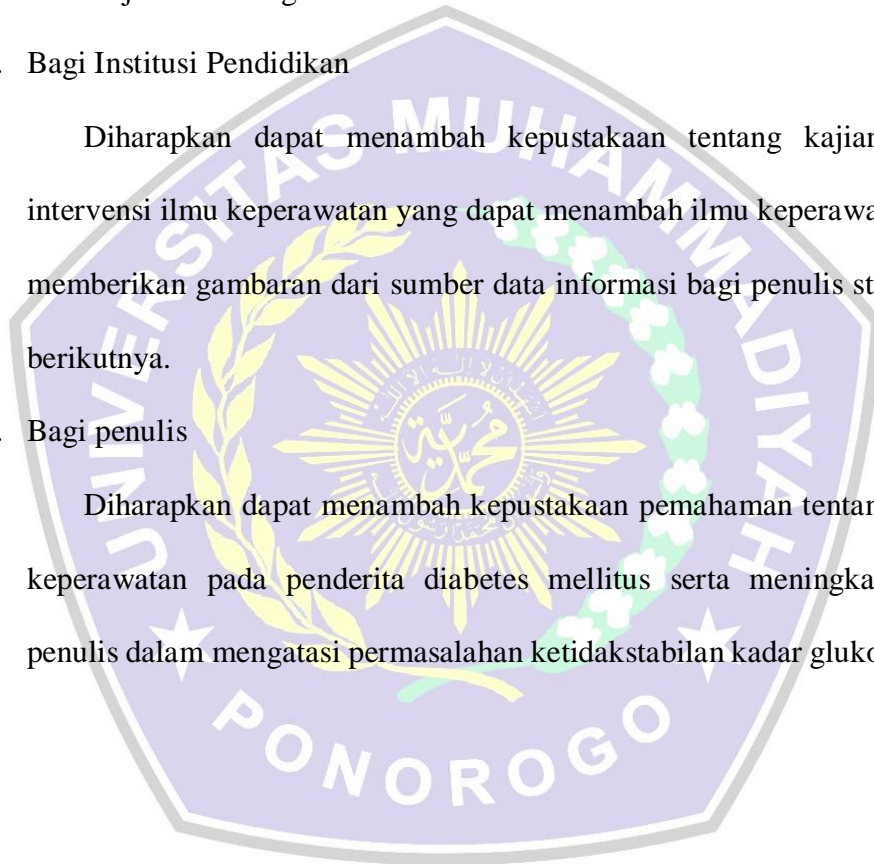 . Bagi Institusi Pendidikan
Diharapkan dapat menambah kepustakaan tentang kajian
intervensi ilmu keperawatan yang dapat menambah ilmu keperawa
memberikan gambaran dari sumber data informasi bagi penulis st
berikutnya.
. Bagi penulis
Diharapkan dapat menambah kepustakaan pemahaman tentan
keperawatan pada penderita diabetes mellitus serta meningka
penulis dalam mengatasi permasalahan ketidakstabilan kadar gluko
UNIVERSITAS MUHAMMADIYAH
PONOROGO
محمدية